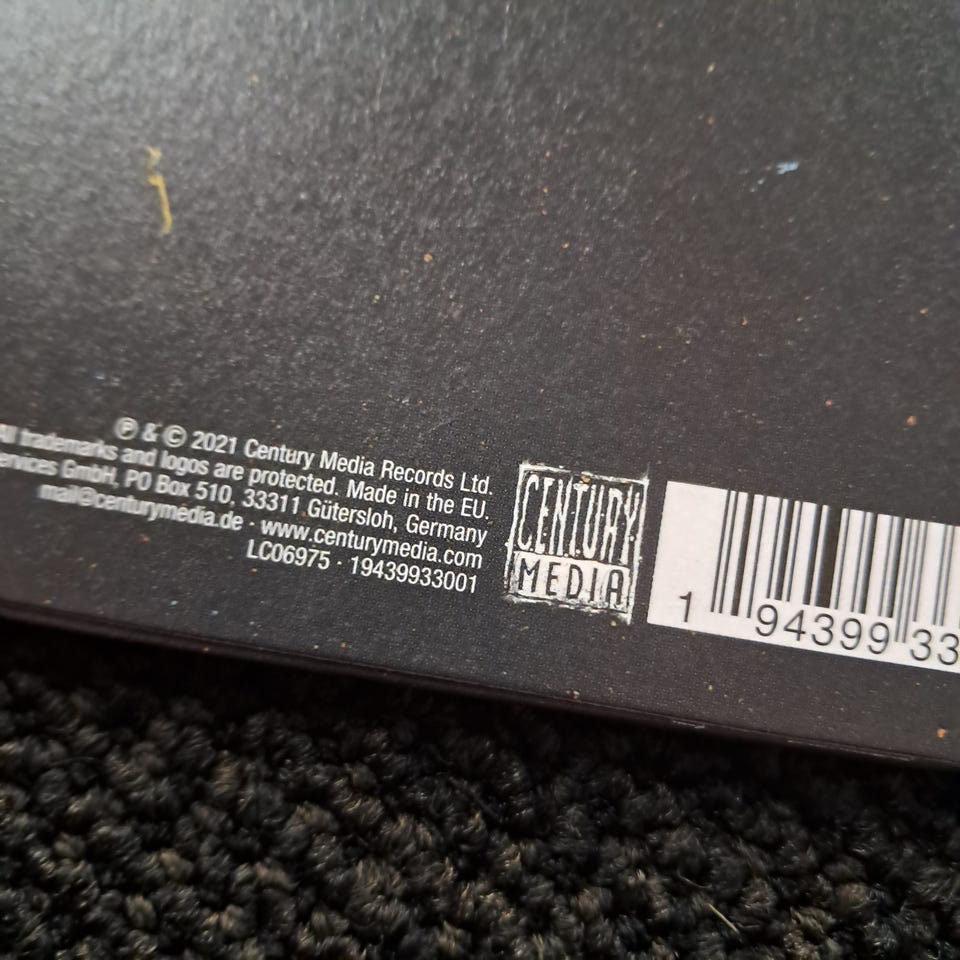 ℗ & © 2021 Century Media Records Ltd.
All trademarks and logos are protected. Made in the EU.
GmbH, PO Box 510, 33311 Gütersloh, Germany
mail@centurymedia.de · www.centurymedia.com
LC06975 · 19439933001
CENTURY
MEDIA
1 94399 33